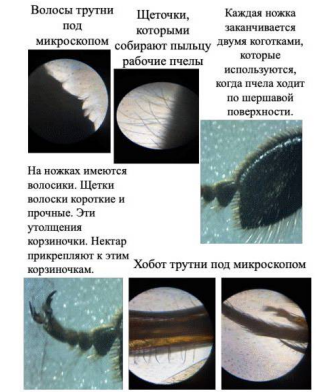 Волосы трутни
под
микроскопом
Щеточки,
которыми
собирают пыльцу
рабочие пчелы
Каждая ножка
заканчивается
двумя коготками,
которые
используются,
когда пчела ходит
по шершавой
поверхности.
На ножках имеются
волосики. Щетки
волоски короткие и
прочные. Эти
утолщения
корзиночки. Нектар
прикрепляют к этим
корзиночкам.
Хобот трутни под микроскопом